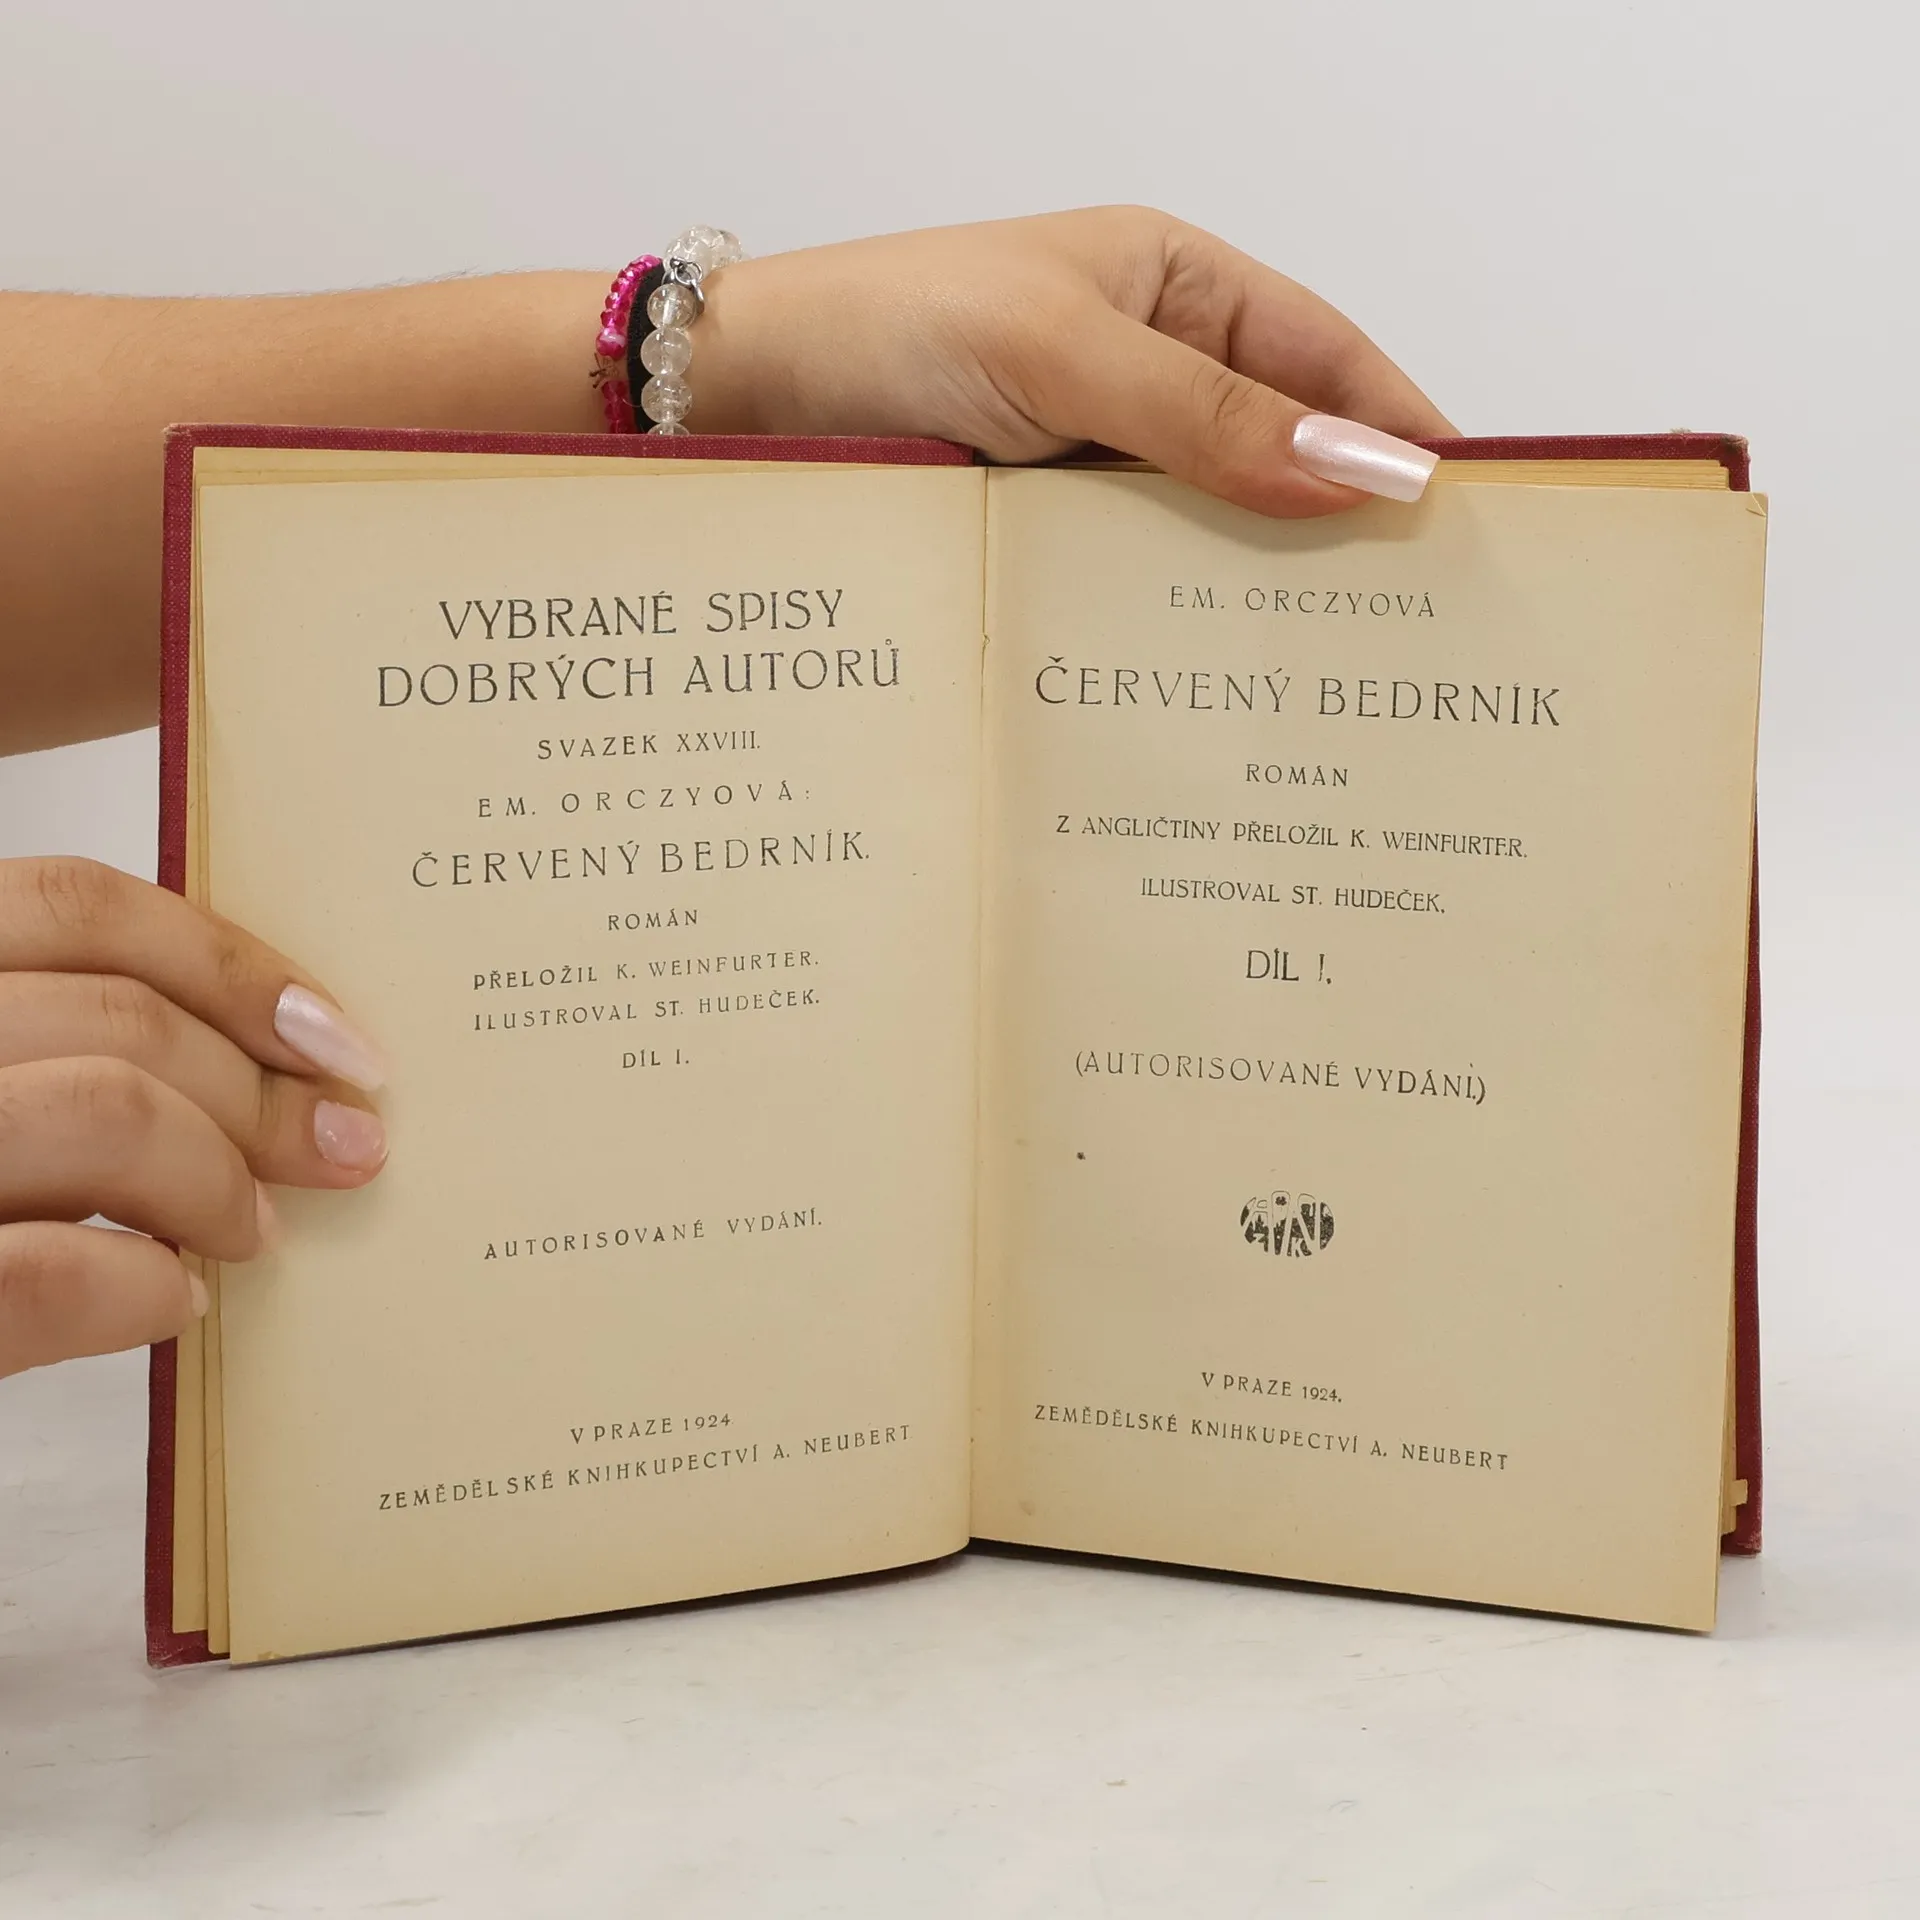 VYBRANÉ SPISY
DOBRÝCH AUTORŮ
SVAZEK XXVIII.
EM. ORCZYOVÁ:
ČERVENÝ BEDRNÍK.
ROMÁN
PŘELOŽIL K. WEINFURTER.
ILUSTROVAL ST. HUDEČEK.
DÍL I.
AUTORISOVANÉ VYDÁNÍ.
V PRAZE 1924
ZEMĚDĚLSKÉ KNIHKUPECTVÍ A. NEUBERT
EM. ORCZYOVÁ
ČERVENÝ BEDRNÍK
ROMÁN
Z ANGLIČTINY PŘELOŽIL K. WEINFURTER.
ILUSTROVAL ST. HUDEČEK.
DÍL I.
(AUTORISOVANÉ VYDÁNÍ.)
V PRAZE 1924.
ZEMĚDĚLSKÉ KNIHKUPECTVÍ A. NEUBERT